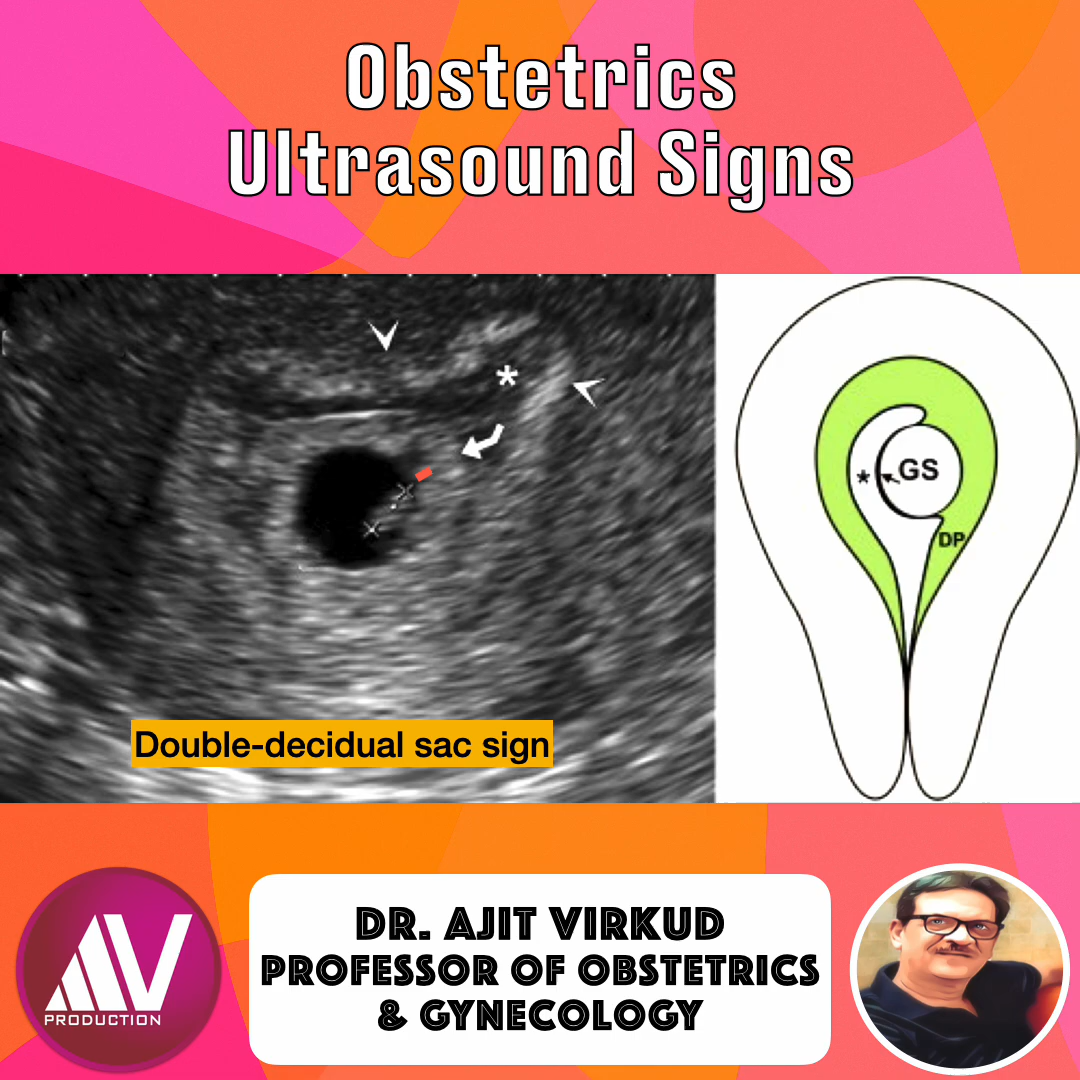 Obstetrics
Ultrasound Signs
*
*
GS
DP
Double-decidual sac sign
AV
PRODUCTION
DR. AJIT VIRKUD
PROFESSOR OF OBSTETRICS
& GYNECOLOGY